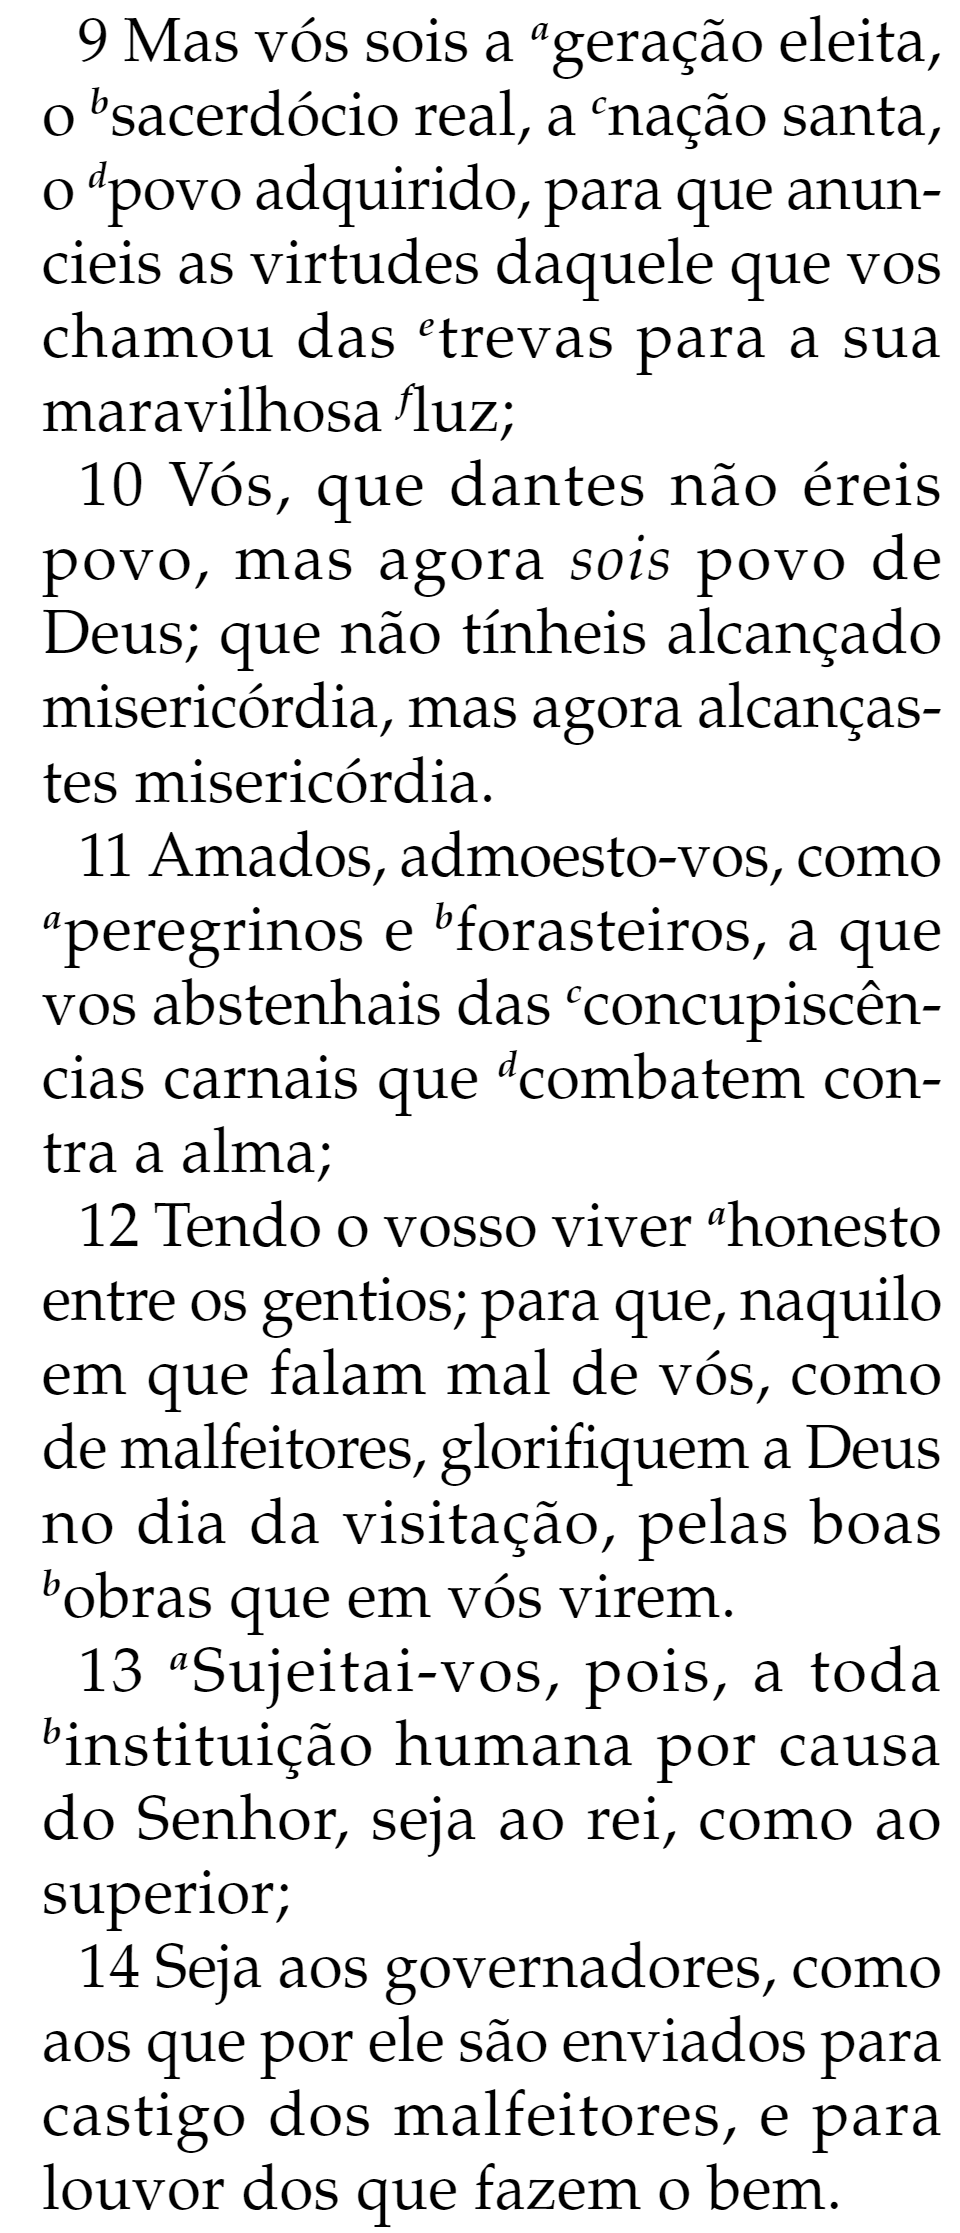 9 Mas vós sois a ᵃgeração eleita,
o ᵇsacerdócio real, a ᶜnação santa,
o ᵈpovo adquirido, para que anun-
cieis as virtudes daquele que vos
chamou das ᵉtrevas para a sua
maravilhosa ᶠluz;
10 Vós, que dantes não éreis
povo, mas agora sois povo de
Deus; que não tínheis alcançado
misericórdia, mas agora alcanças-
tes misericórdia.
11 Amados, admoesto-vos, como
ᵃperegrinos e ᵇforasteiros, a que
vos abstenhais das ᶜconcupiscên-
cias carnais que ᵈcombatem con-
tra a alma;
12 Tendo o vosso viver ᵃhonesto
entre os gentios; para que, naquilo
em que falam mal de vós, como
de malfeitores, glorifiquem a Deus
no dia da visitação, pelas boas
ᵇobras que em vós virem.
13 ᵃSujeitai-vos, pois, a toda
ᵇinstituição humana por causa
do Senhor, seja ao rei, como ao
superior;
14 Seja aos governadores, como
aos que por ele são enviados para
castigo dos malfeitores, e para
louvor dos que fazem o bem.